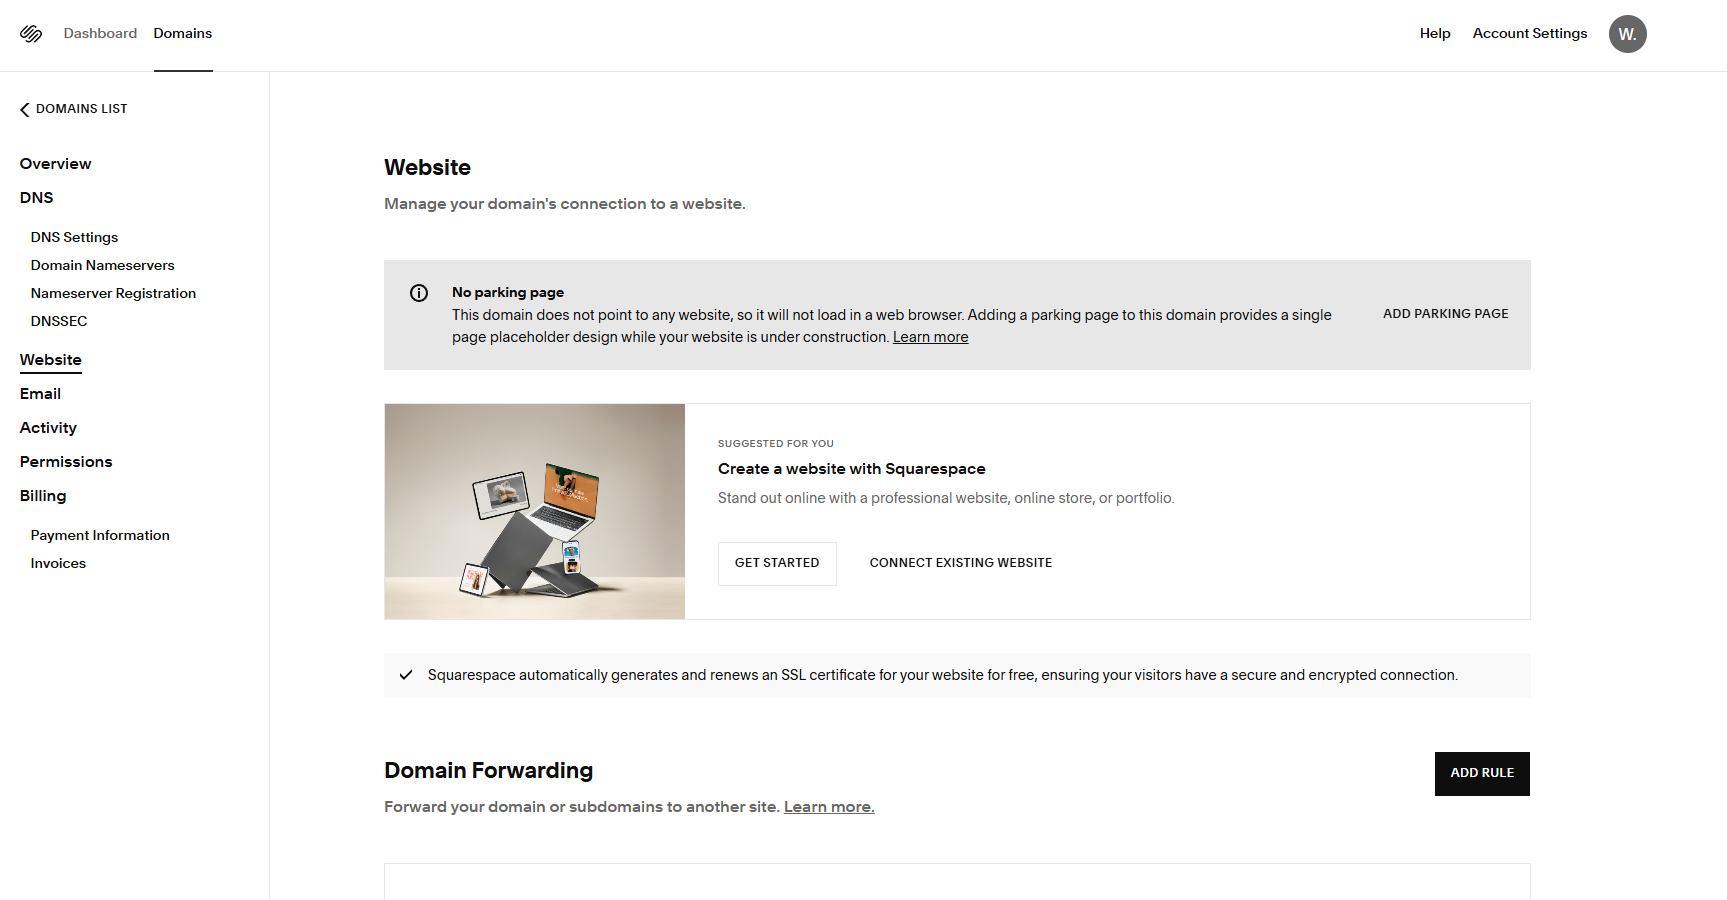 Dashboard Domains Help Account Settings W.
DOMAINS LIST
Overview
DNS
DNS Settings
Domain Nameservers
Nameserver Registration
DNSSEC
Website
Email
Activity
Permissions
Billing
Payment Information
Invoices
Website
Manage your domain's connection to a website.
No parking page
This domain does not point to any website, so it will not load in a web browser. Adding a parking page to this domain provides a single
page placeholder design while your website is under construction. Learn more
ADD PARKING PAGE
SUGGESTED FOR YOU
Create a website with Squarespace
Stand out online with a professional website, online store, or portfolio.
GET STARTED CONNECT EXISTING WEBSITE
Squarespace automatically generates and renews an SSL certificate for your website for free, ensuring your visitors have a secure and encrypted connection.
Domain Forwarding
Forward your domain or subdomains to another site. Learn more.
ADD RULE